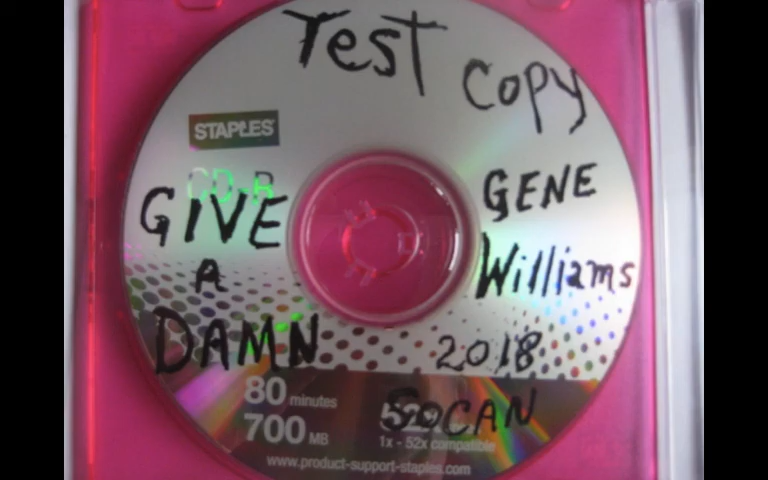 Test Copy
STAPLES
CD-R
GIVE
A
DAMN
GENE
Williams
2018
SOCAN
80 minutes
700 MB
52x
1x - 52x compatible
www.product-support-staples.com